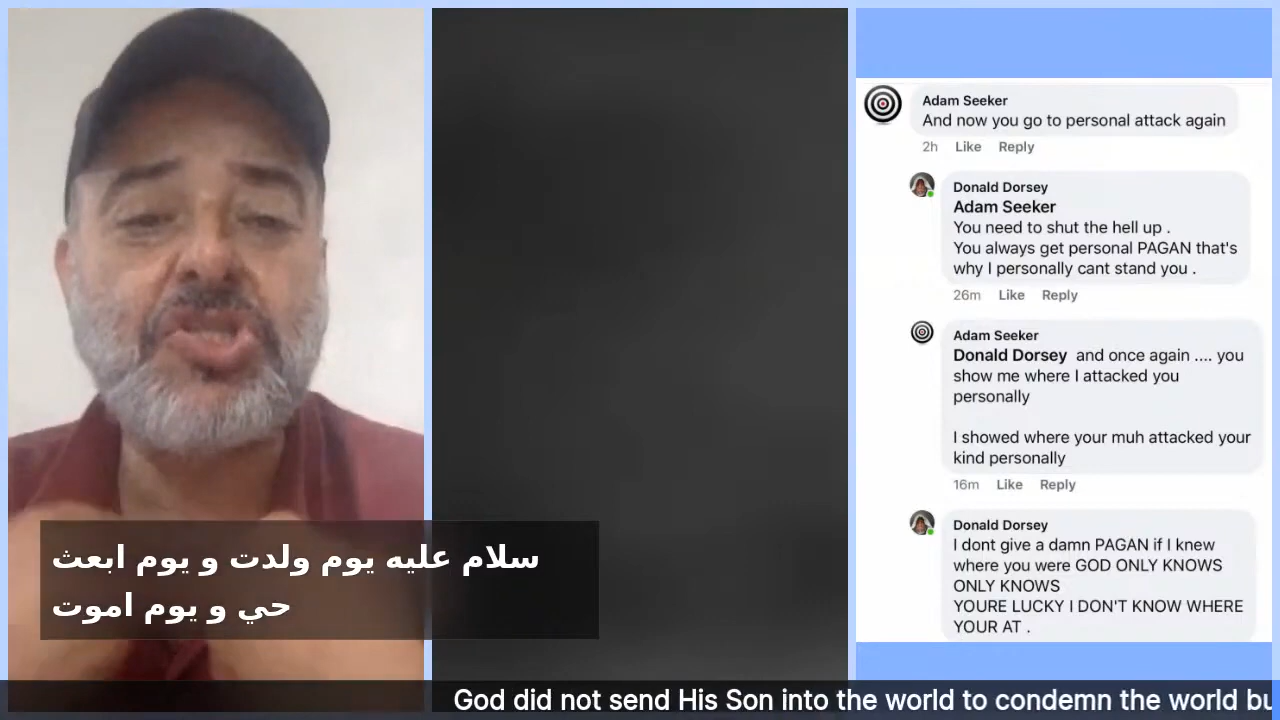 Adam Seeker
And now you go to personal attack again
2h Like Reply
Donald Dorsey
Adam Seeker
You need to shut the hell up .
You always get personal PAGAN that's
why I personally cant stand you .
26m Like Reply
Adam Seeker
Donald Dorsey and once again .... you
show me where I attacked you
personally
I showed where your muh attacked your
kind personally
16m Like Reply
Donald Dorsey
I dont give a damn PAGAN if I knew
where you were GOD ONLY KNOWS
ONLY KNOWS
YOURE LUCKY I DON'T KNOW WHERE
YOUR AT .
سلام عليه يوم ولدت و يوم ابعث
حي و يوم اموت
God did not send His Son into the world to condemn the world bu